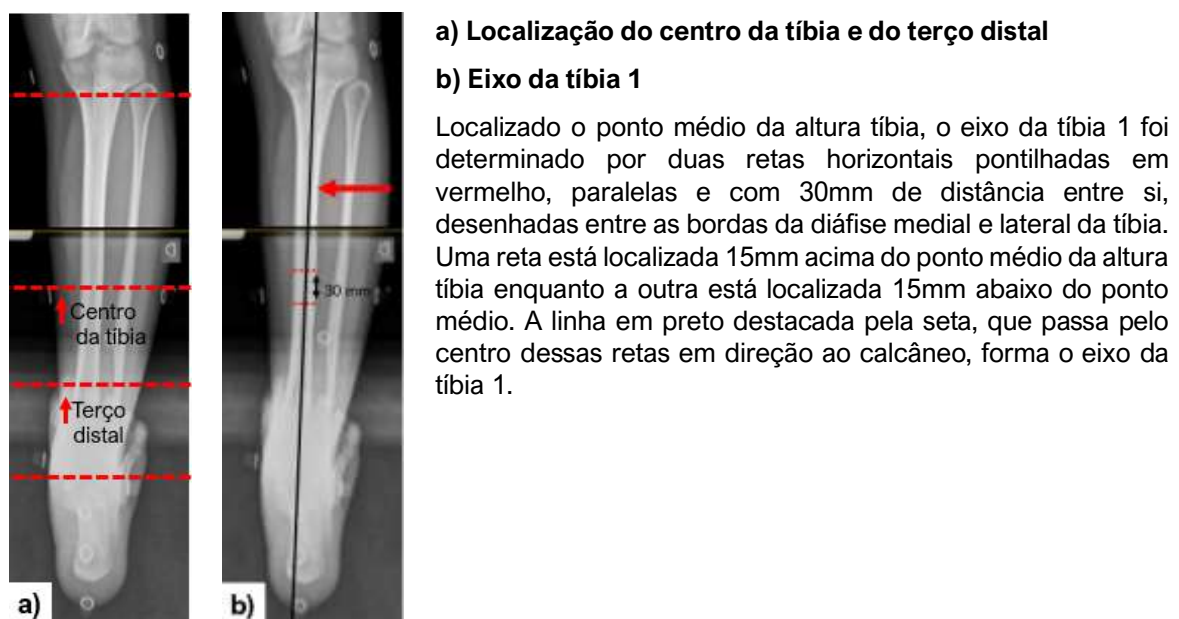 a) Localização do centro da tíbia e do terço distal
b) Eixo da tíbia 1
Localizado o ponto médio da altura tíbia, o eixo da tíbia 1 foi
determinado por duas retas horizontais pontilhadas em
vermelho, paralelas e com 30mm de distância entre si,
desenhadas entre as bordas da diáfise medial e lateral da tíbia.
Uma reta está localizada 15mm acima do ponto médio da altura
tíbia enquanto a outra está localizada 15mm abaixo do ponto
médio. A linha em preto destacada pela seta, que passa pelo
centro dessas retas em direção ao calcâneo, forma o eixo da
tíbia 1.
Centro
da tíbia
Terço
distal
a)
30 mm
b)